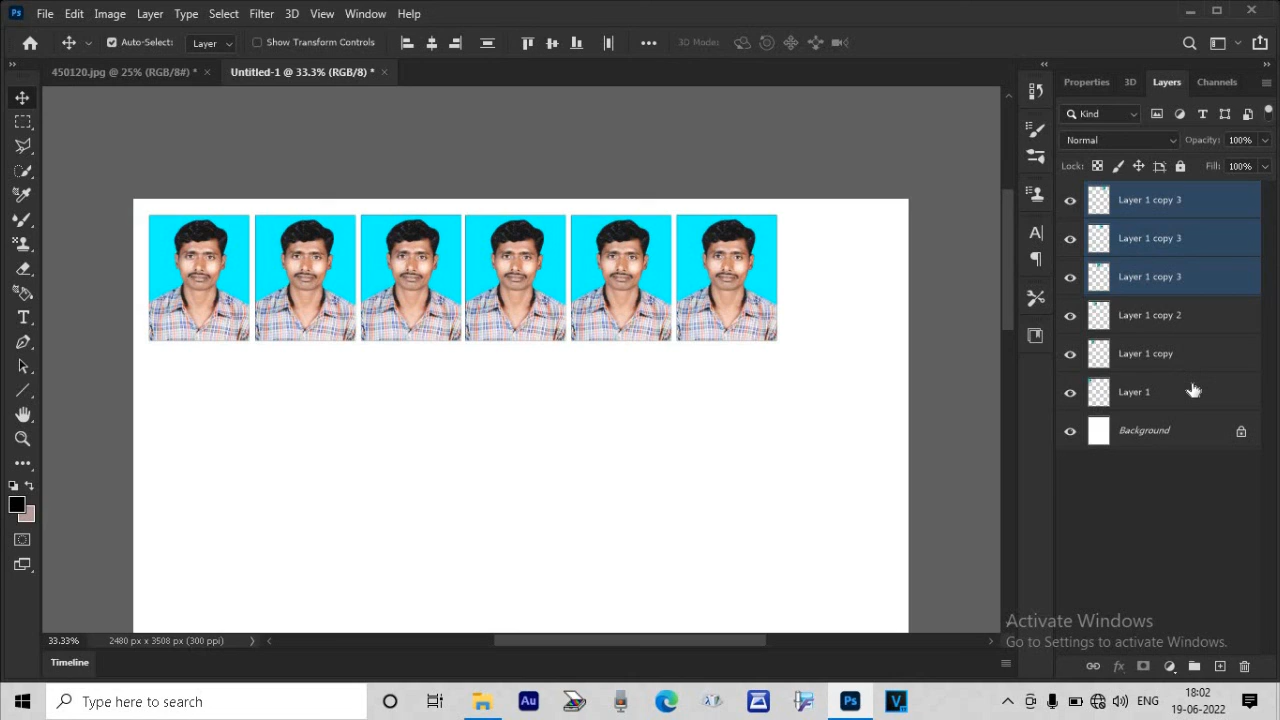 Ps File Edit Image Layer Type Select Filter 3D View Window Help
Auto-Select: Layer Show Transform Controls 3D Mode:
450120.jpg @ 25% (RGB/8#) * × Untitled-1 @ 33.3% (RGB/8) * ×
Properties 3D Layers Channels
Kind
Normal Opacity: 100%
Lock: Fill: 100%
Layer 1 copy 3
Layer 1 copy 3
Layer 1 copy 3
Layer 1 copy 2
Layer 1 copy
Layer 1
Background
Activate Windows
Go to Settings to activate Windows.
33.33% 2480 px x 3508 px (300 ppi)
Timeline
Type here to search
Au
Ps
V
ENG
18:02
19-06-2022